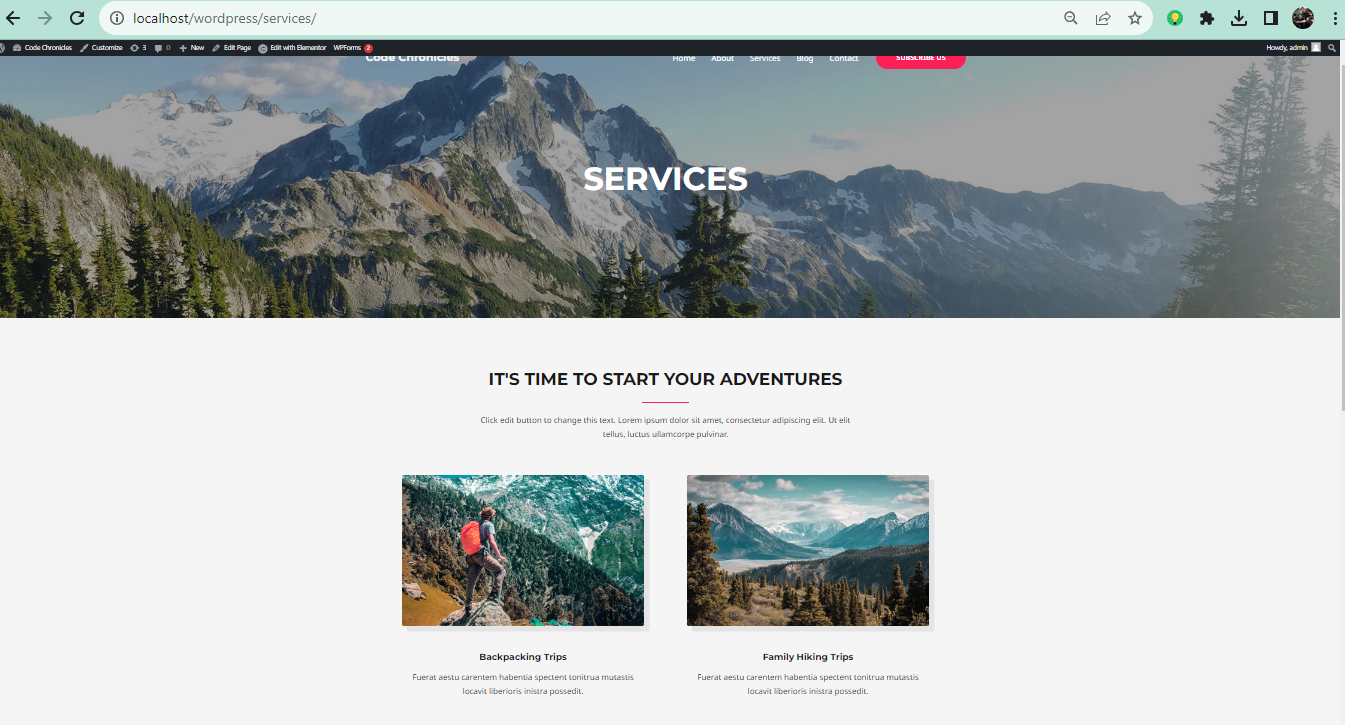 localhost/wordpress/services/
Code Chronicles Customize 3 0 New Edit Page Edit with Elementor WPForms 2 Howdy, admin
Code Chronicles Home About Services Blog Contact SUBSCRIBE US
SERVICES
IT'S TIME TO START YOUR ADVENTURES
Click edit button to change this text. Lorem ipsum dolor sit amet, consectetur adipiscing elit. Ut elit
tellus, luctus ullamcorpe pulvinar.
Backpacking Trips
Fuerat aestu carentem habentia spectent tonitrua mutastis
locavit liberioris inistra possedit.
Family Hiking Trips
Fuerat aestu carentem habentia spectent tonitrua mutastis
locavit liberioris inistra possedit.